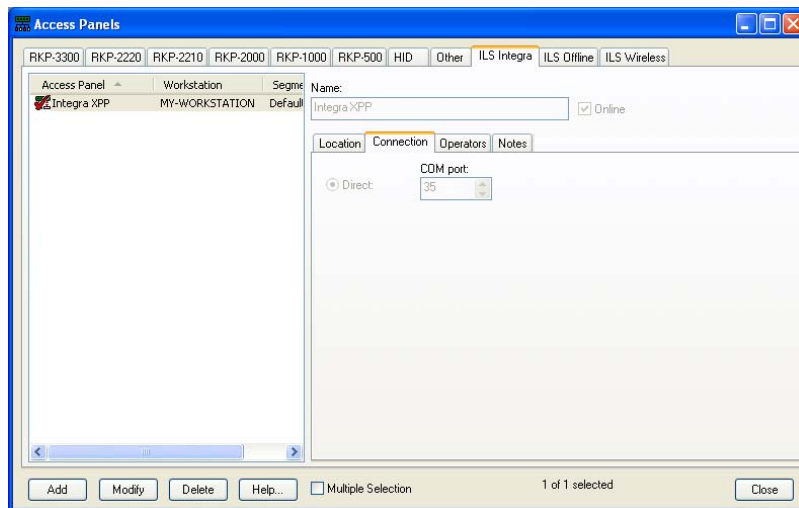 Access Panels
RKP-3300 RKP-2220 RKP-2210 RKP-2000 RKP-1000 RKP-500 HID Other ILS Integra ILS Offline ILS Wireless
Access Panel Workstation Segme
Integra XPP MY-WORKSTATION Defaul
Name:
Integra XPP
Online
Location Connection Operators Notes
COM port:
Direct 35
Add Modify Delete Help... Multiple Selection 1 of 1 selected Close